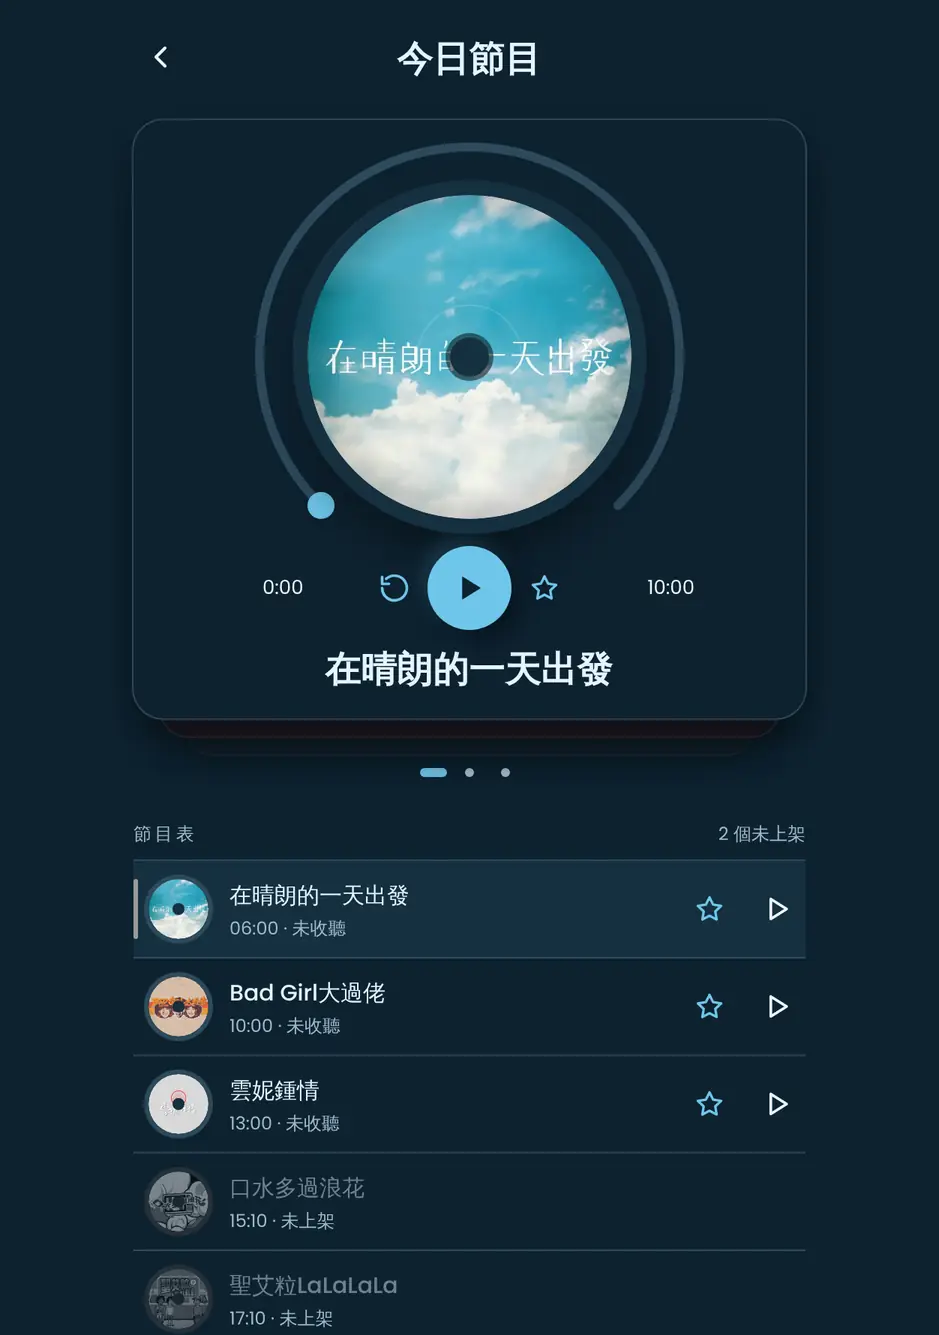 今日節目
在晴朗的一天出發
0:00
10:00
在晴朗的一天出發
節目表
2 個未上架
在晴朗的一天出發
06:00 · 未收聽
Bad Girl大過佬
10:00 · 未收聽
雲妮鍾情
13:00 · 未收聽
口水多過浪花
15:10 · 未上架
聖艾粒LaLaLaLa
17:10 · 未上架